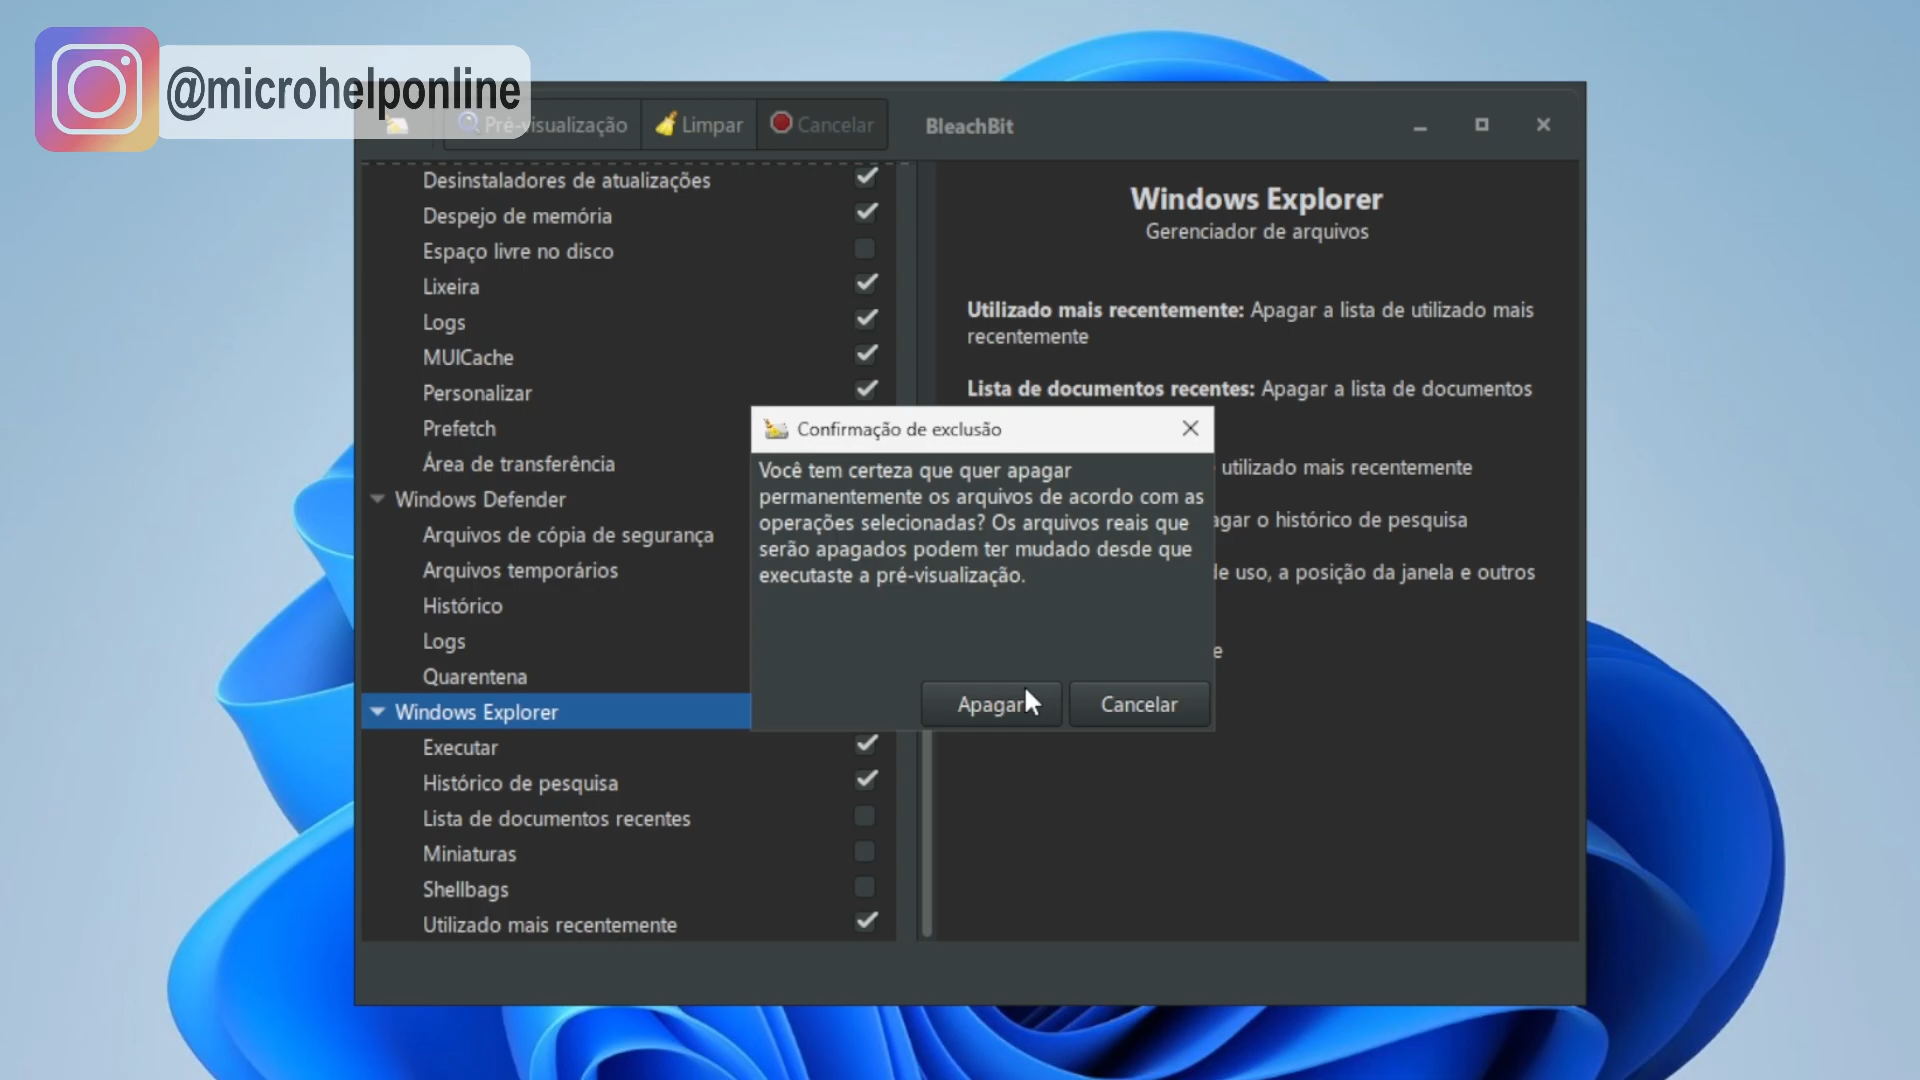 @microhelponline
Pré-visualização
Limpar
Cancelar
BleachBit
Desinstaladores de atualizações
Despejo de memória
Espaço livre no disco
Lixeira
Logs
MUICache
Personalizar
Prefetch
Área de transferência
Windows Defender
Arquivos de cópia de segurança
Arquivos temporários
Histórico
Logs
Quarentena
Windows Explorer
Executar
Histórico de pesquisa
Lista de documentos recentes
Miniaturas
Shellbags
Utilizado mais recentemente
Windows Explorer
Gerenciador de arquivos
Utilizado mais recentemente: Apagar a lista de utilizado mais
recentemente
Lista de documentos recentes: Apagar a lista de documentos
utilizado mais recentemente
o histórico de pesquisa
de uso, a posição da janela e outros
Confirmação de exclusão
Você tem certeza que quer apagar
permanentemente os arquivos de acordo com as
operações selecionadas? Os arquivos reais que
serão apagados podem ter mudado desde que
executaste a pré-visualização.
Apagar
Cancelar